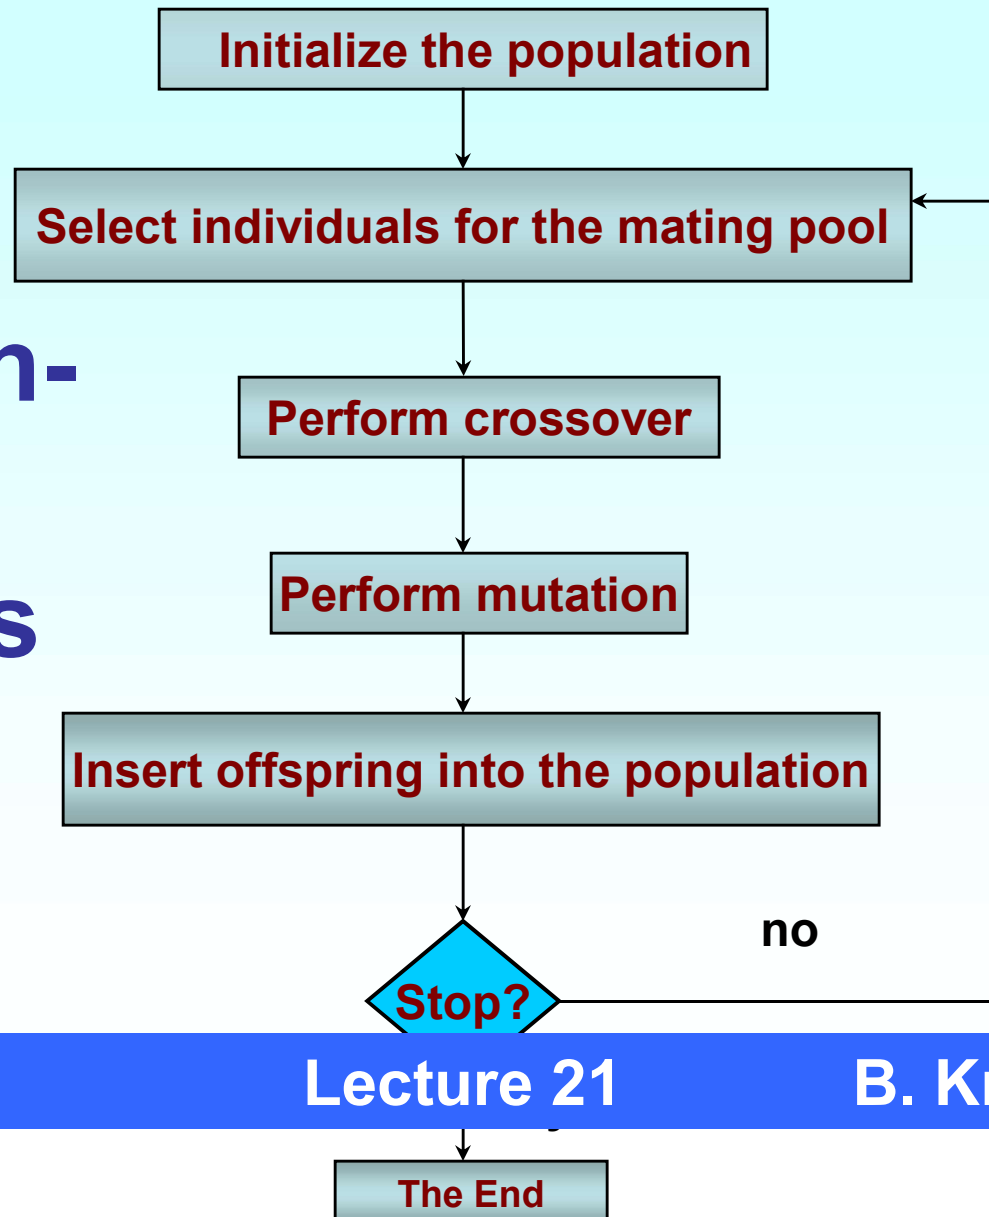 Initialize the population
Select individuals for the mating pool
n-
Perform crossover
Perform mutation
s
Insert offspring into the population
no
Stop?
Lecture 21 B. Kr
The End